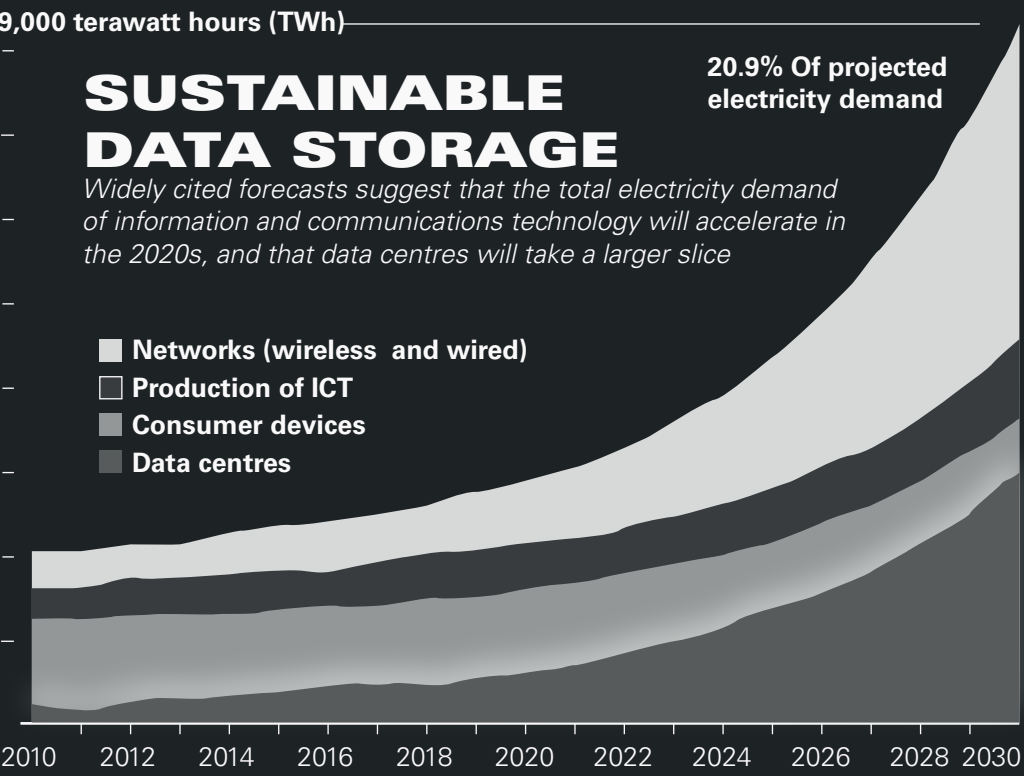 9,000 terawatt hours (TWh)
20.9% Of projected
electricity demand
SUSTAINABLE
DATA STORAGE
Widely cited forecasts suggest that the total electricity demand
of information and communications technology will accelerate in
the 2020s, and that data centres will take a larger slice
Networks (wireless  and wired)
Production of ICT
Consumer devices
Data centres
2010 2012 2014 2016 2018 2020 2022 2024 2026 2028 2030